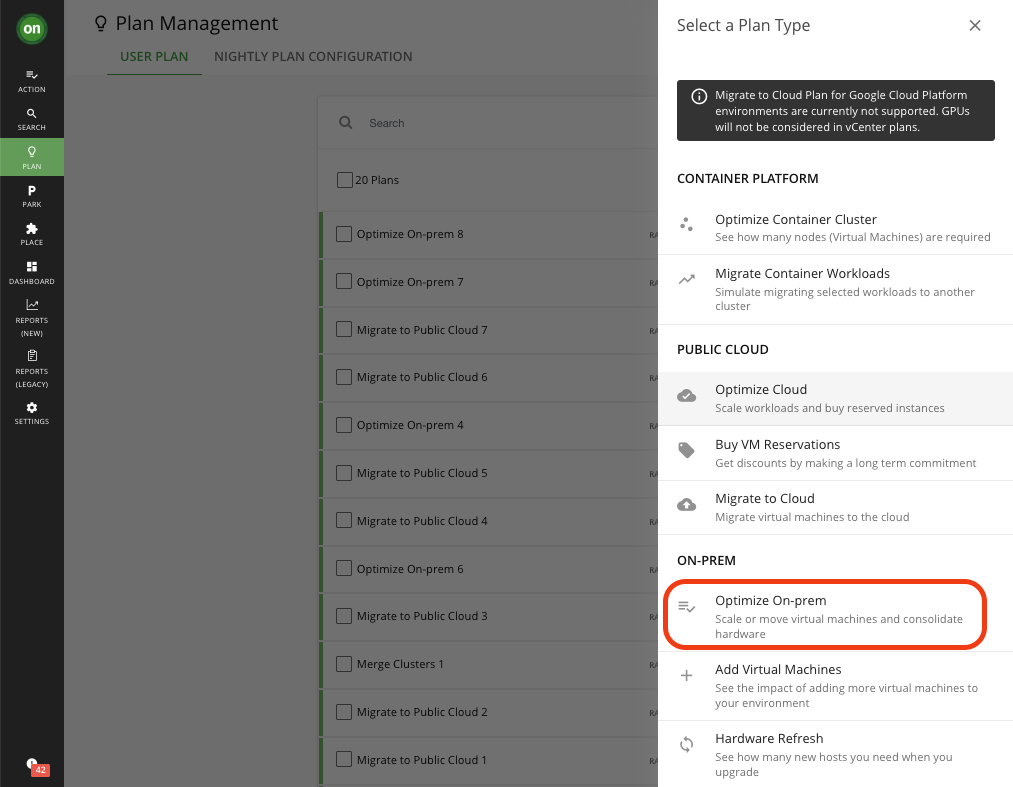 on
ACTION
SEARCH
PLAN
P
PARK
PLACE
DASHBOARD
REPORTS
(NEW)
REPORTS
(LEGACY)
SETTINGS
42
Plan Management
USER PLAN
NIGHTLY PLAN CONFIGURATION
Search
20 Plans
Optimize On-prem 8
Optimize On-prem 7
Migrate to Public Cloud 7
Migrate to Public Cloud 6
Optimize On-prem 4
Migrate to Public Cloud 5
Migrate to Public Cloud 4
Optimize On-prem 6
Migrate to Public Cloud 3
Merge Clusters 1
Migrate to Public Cloud 2
Migrate to Public Cloud 1
Select a Plan Type
Migrate to Cloud Plan for Google Cloud Platform
environments are currently not supported. GPUs
will not be considered in vCenter plans.
CONTAINER PLATFORM
Optimize Container Cluster
See how many nodes (Virtual Machines) are required
Migrate Container Workloads
Simulate migrating selected workloads to another
cluster
PUBLIC CLOUD
Optimize Cloud
Scale workloads and buy reserved instances
Buy VM Reservations
Get discounts by making a long term commitment
Migrate to Cloud
Migrate virtual machines to the cloud
ON-PREM
Optimize On-prem
Scale or move virtual machines and consolidate
hardware
Add Virtual Machines
See the impact of adding more virtual machines to
your environment
Hardware Refresh
See how many new hosts you need when you
upgrade